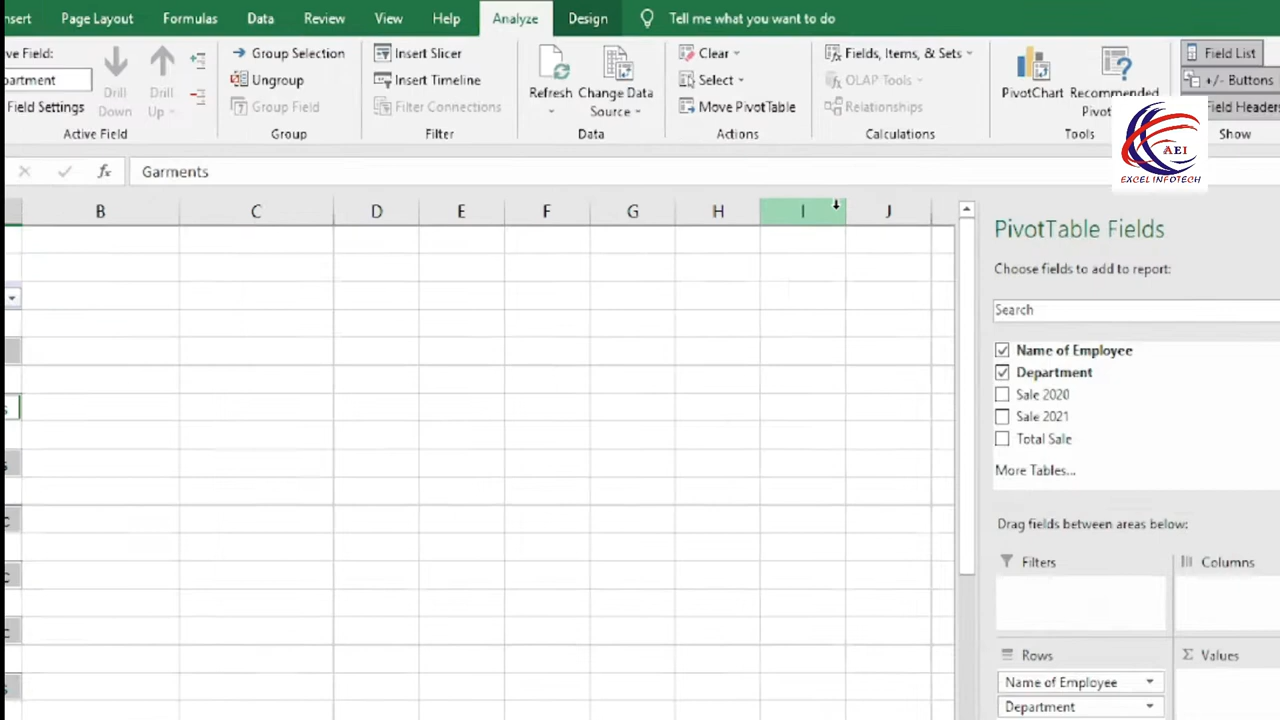 nsert Page Layout Formulas Data Review View Help Analyze Design Tell me what you want to do
ve Field:
partment
Field Settings
Drill Down
Drill Up
Active Field
Group Selection
Ungroup
Group Field
Group
Insert Slicer
Insert Timeline
Filter Connections
Filter
Refresh
Change Data Source
Data
Clear
Select
Move PivotTable
Actions
Fields, Items, & Sets
OLAP Tools
Relationships
Calculations
PivotChart
Recommended
Pivot
Tools
Field List
+/- Buttons
Field Headers
Show
AEI
EXCEL INFOTECH
fx Garments
B C D E F G H I J
s
s
c
c
c
s
PivotTable Fields
Choose fields to add to report:
Search
Name of Employee
Department
Sale 2020
Sale 2021
Total Sale
More Tables...
Drag fields between areas below:
Filters
Columns
Rows
Σ Values
Name of Employee
Department